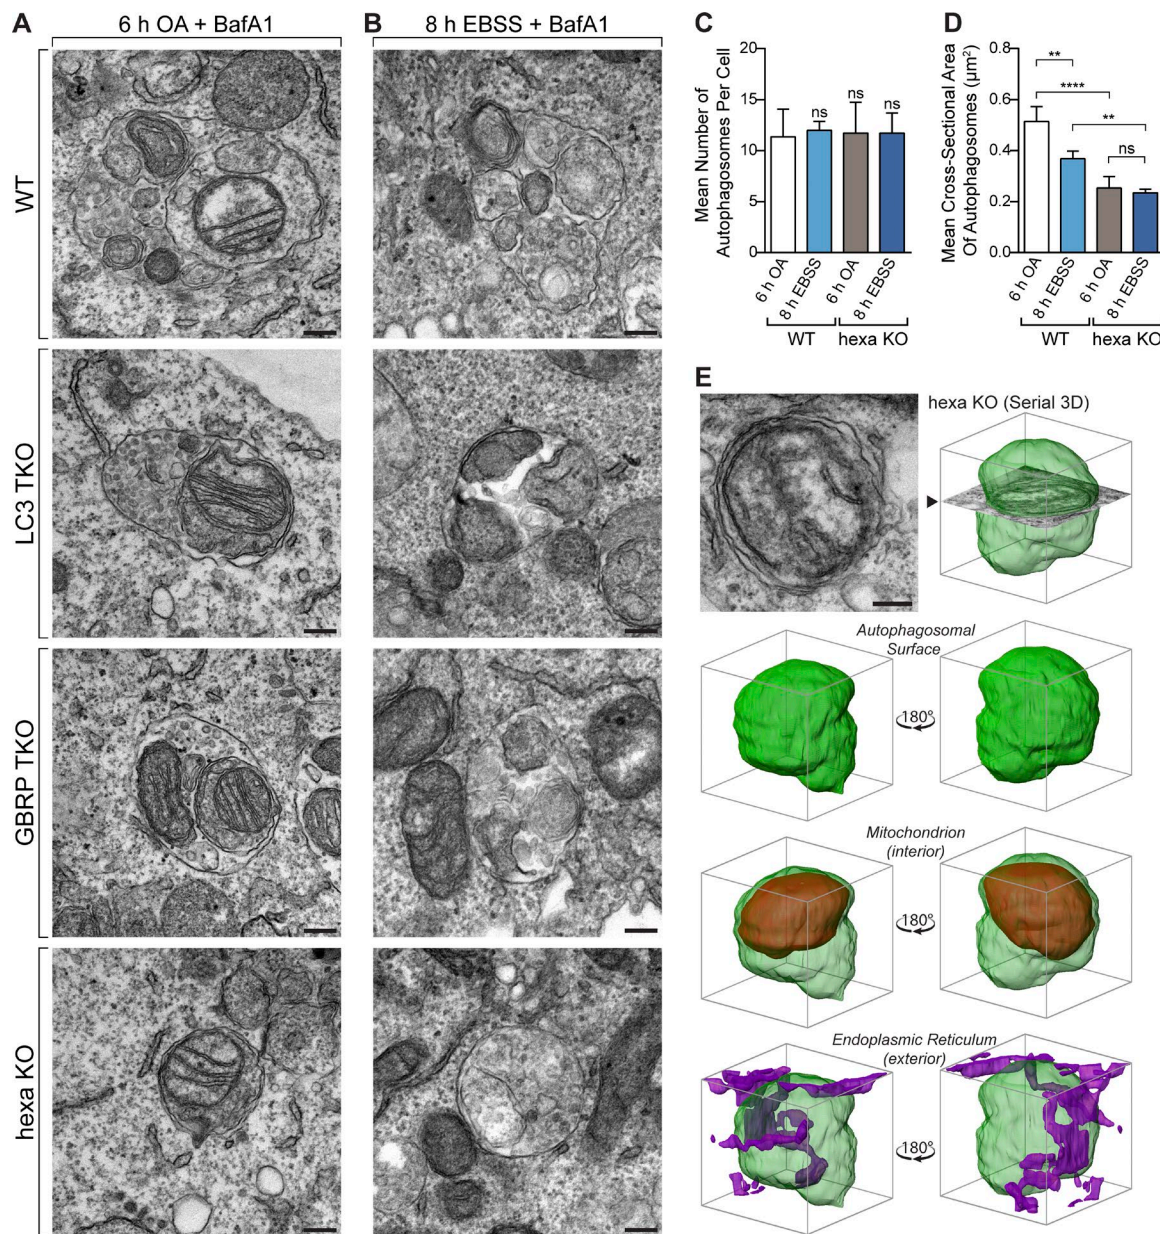 A
6 h OA + BafA1
B
8 h EBSS + BafA1
WT
LC3 TKO
GBRP TKO
hexa KO
C
Mean Number of
Autophagosomes Per Cell
20
15
10
5
0
ns
ns
ns
6 h OA
8 h EBSS
6 h OA
8 h EBSS
WT
hexa KO
D
Mean Cross-Sectional Area
Of Autophagosomes (µm²)
0.8
0.6
0.4
0.2
0.0
**
****
**
ns
6 h OA
8 h EBSS
6 h OA
8 h EBSS
WT
hexa KO
E
hexa KO (Serial 3D)
Autophagosomal
Surface
180°
Mitochondrion
(interior)
180°
Endoplasmic Reticulum
(exterior)
180°